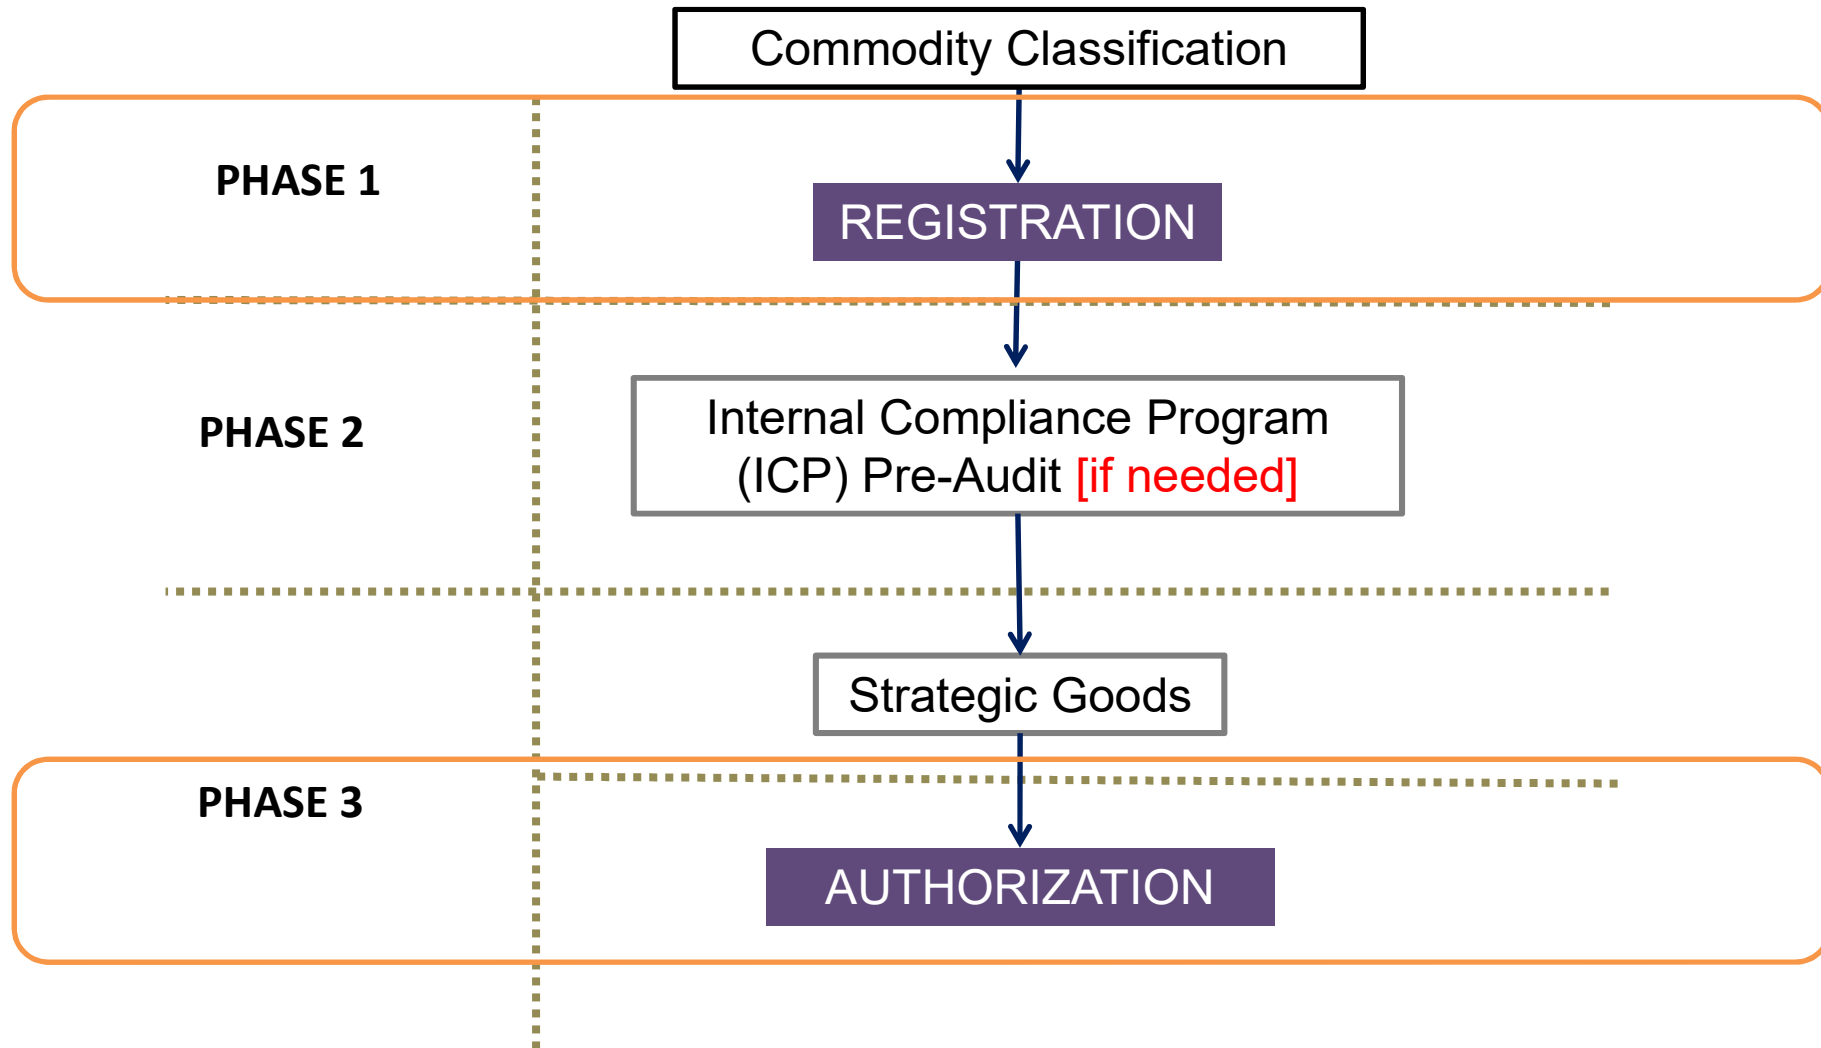 Commodity Classification
PHASE 1
REGISTRATION
PHASE 2
Internal Compliance Program
(ICP) Pre-Audit [if needed]
Strategic Goods
PHASE 3
AUTHORIZATION